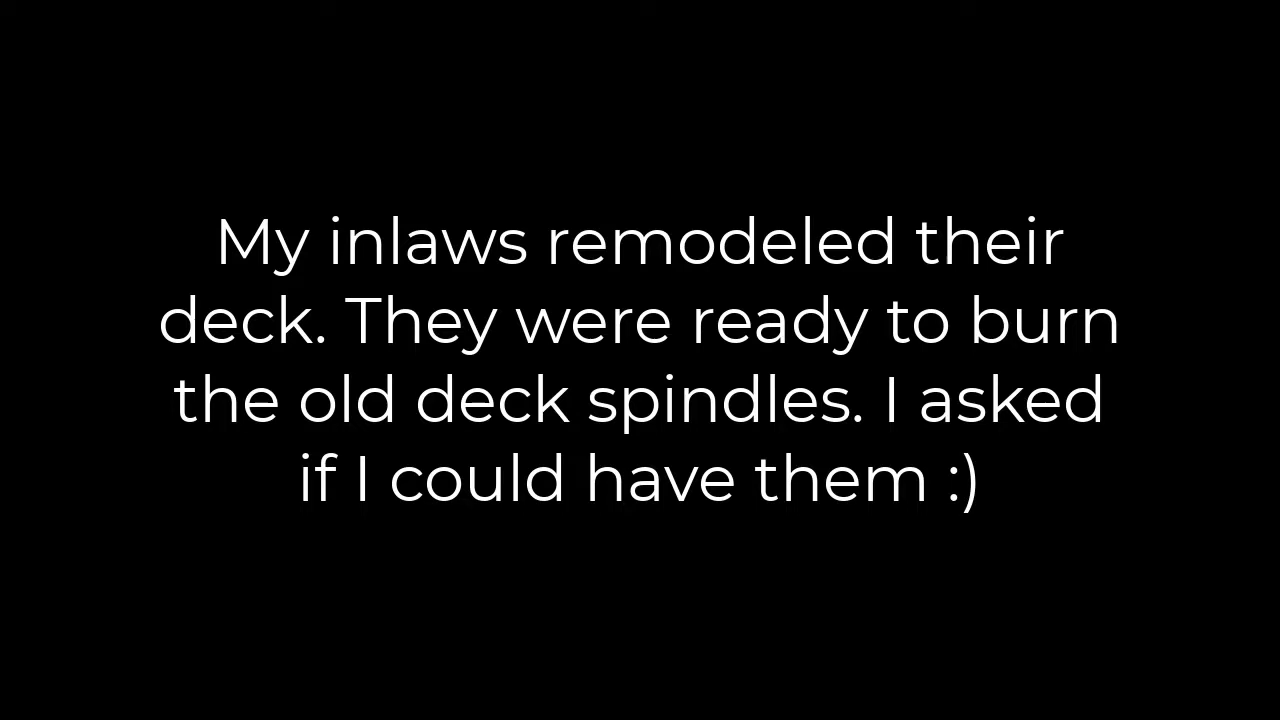 My inlaws remodeled their
deck. They were ready to burn
the old deck spindles. I asked
if I could have them :)